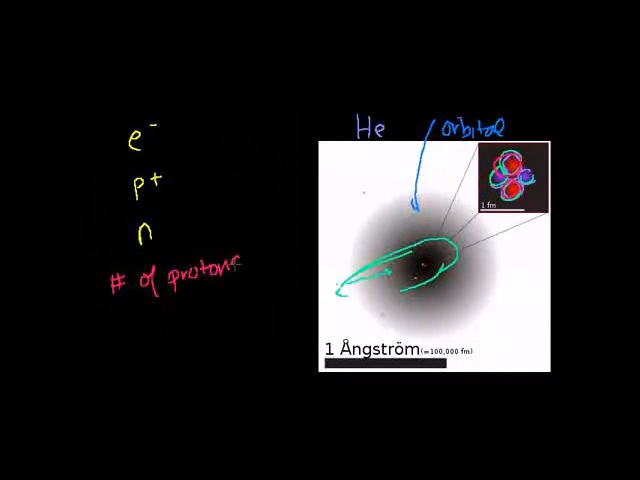 e⁻
p+
n
# of protons
He
orbital
1 fm
1 Ångström (=100,000 fm)